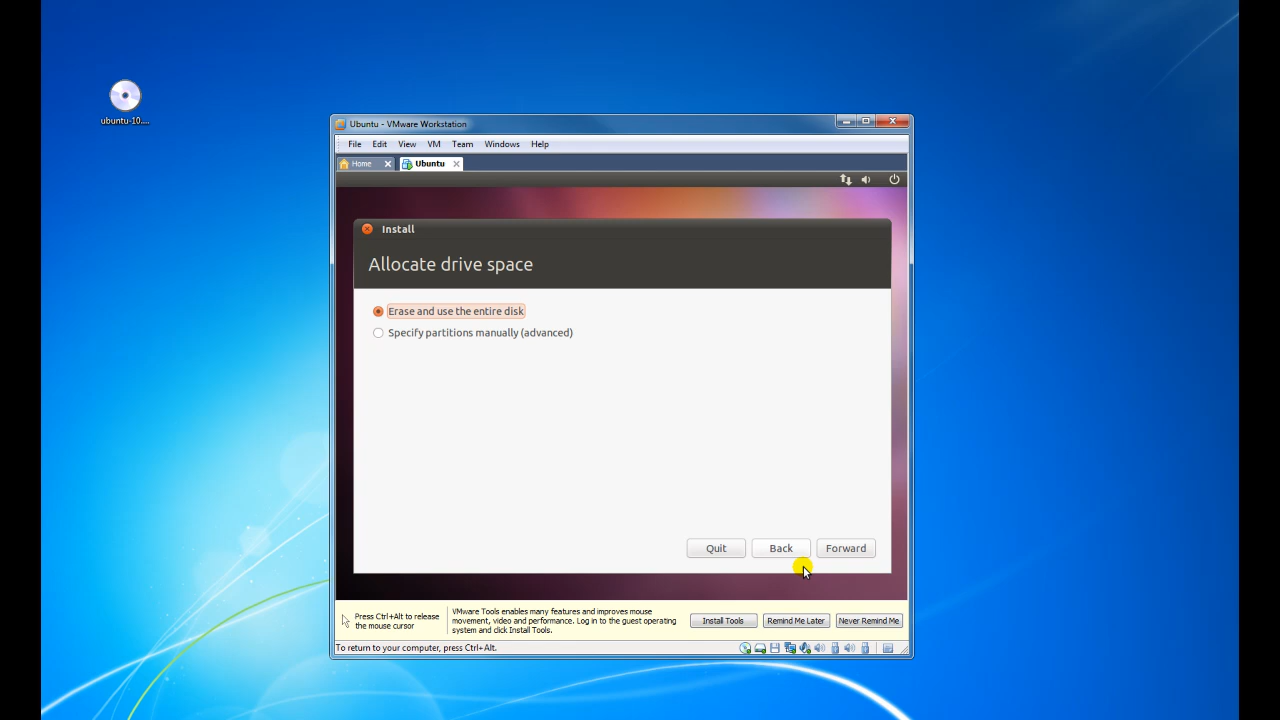 ubuntu-10....
Ubuntu - VMware Workstation
File Edit View VM Team Windows Help
Home Ubuntu
Install
Allocate drive space
Erase and use the entire disk
Specify partitions manually (advanced)
Quit Back Forward
Press Ctrl+Alt to release
the mouse cursor
VMware Tools enables many features and improves mouse
movement, video and performance. Log in to the guest operating
system and click Install Tools.
Install Tools Remind Me Later Never Remind Me
To return to your computer, press Ctrl+Alt.